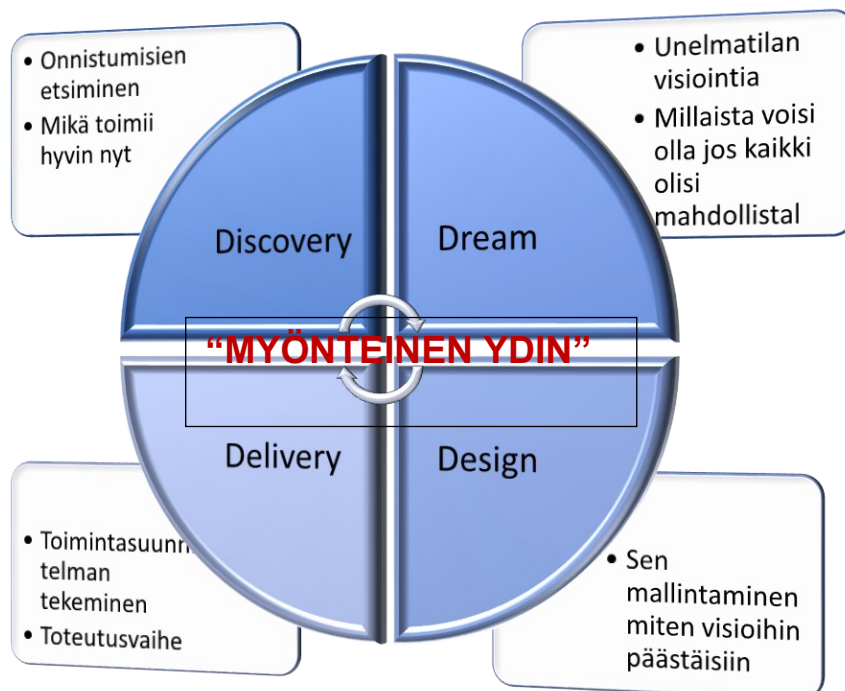 • Onnistumisien
etsiminen
• Mikä toimii
hyvin nyt
• Unelmatilan
visiointia
• Millaista voisi
olla jos kaikki
olisi
mahdollistal
Discovery
Dream
“MYÖNTEINEN YDIN”
Delivery
Design
• Toimintasuunn
telman
tekeminen
• Toteutusvaihe
• Sen
mallintaminen
miten visioihin
päästäisiin